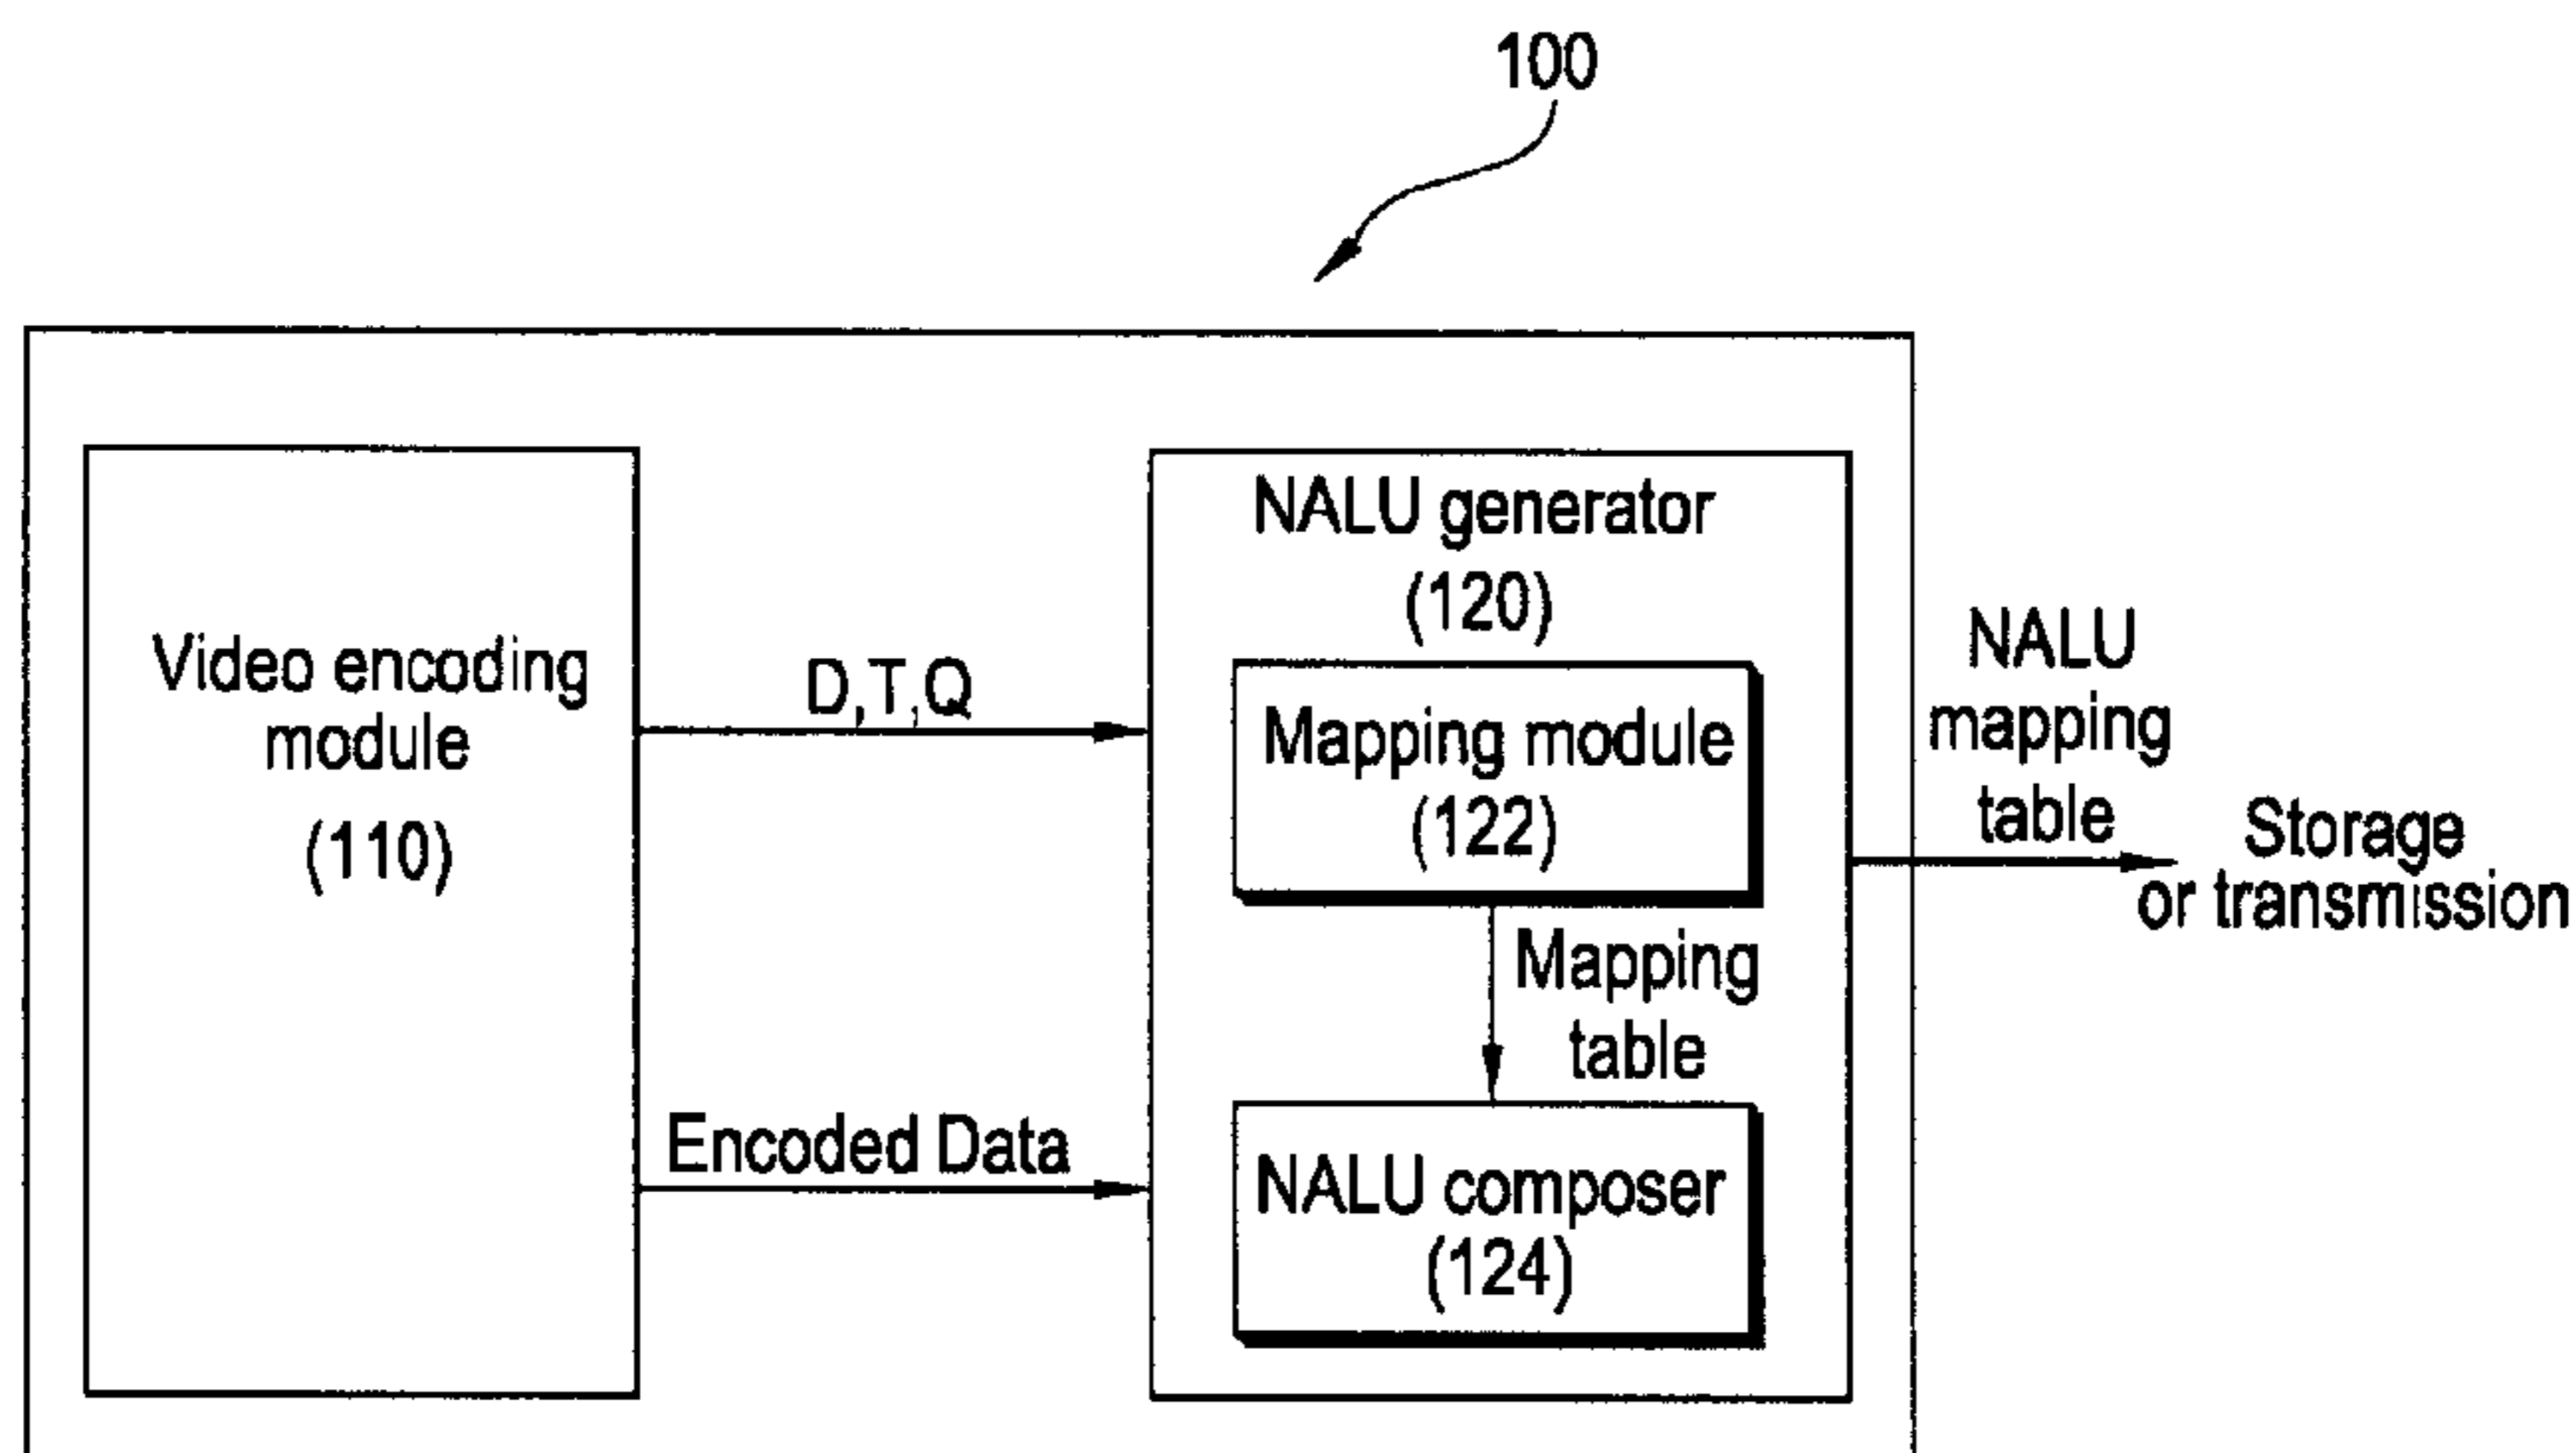 100
Video encoding
module
(110)
D,T,Q
Encoded Data
NALU generator
(120)
Mapping module
(122)
Mapping
table
NALU composer
(124)
NALU
mapping
table
Storage
or transmission